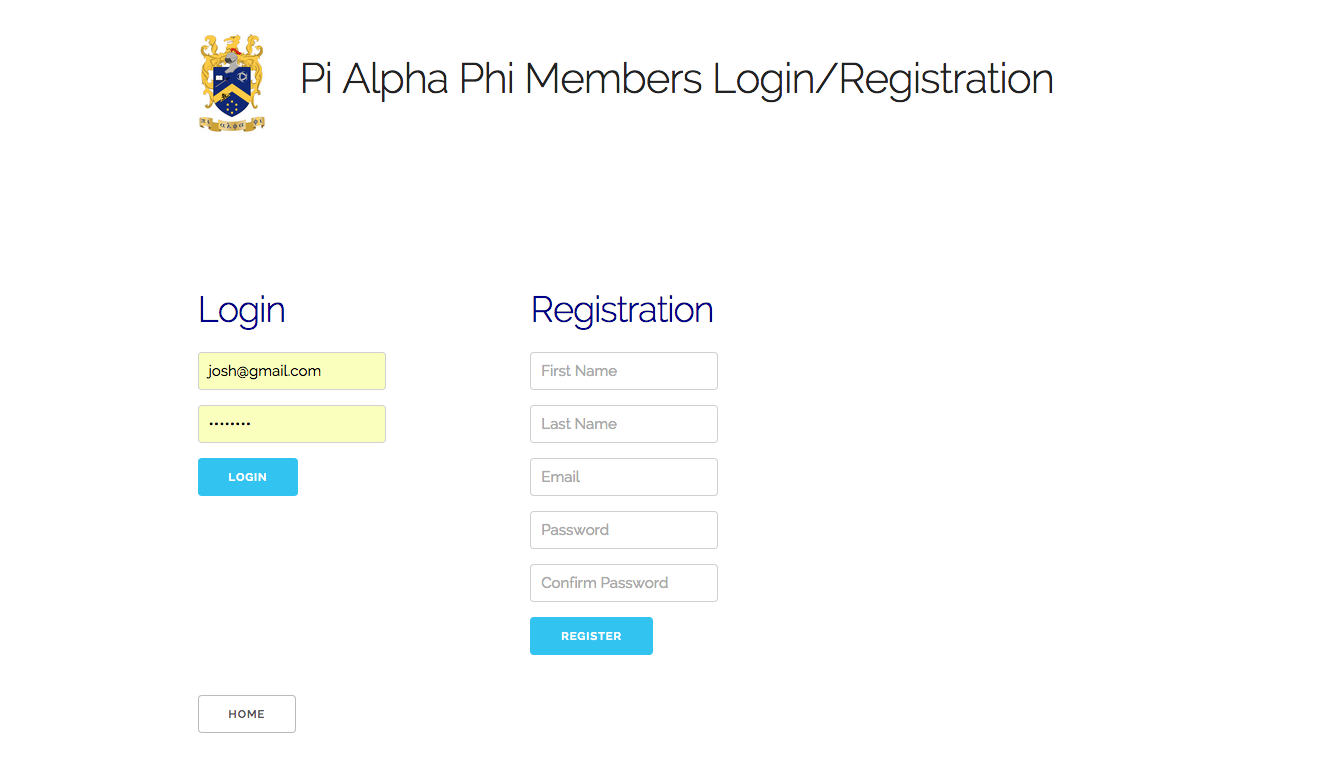 Pi Alpha Phi Members Login/Registration
Login
josh@gmail.com
••••••••
LOGIN
Registration
First Name
Last Name
Email
Password
Confirm Password
REGISTER
HOME